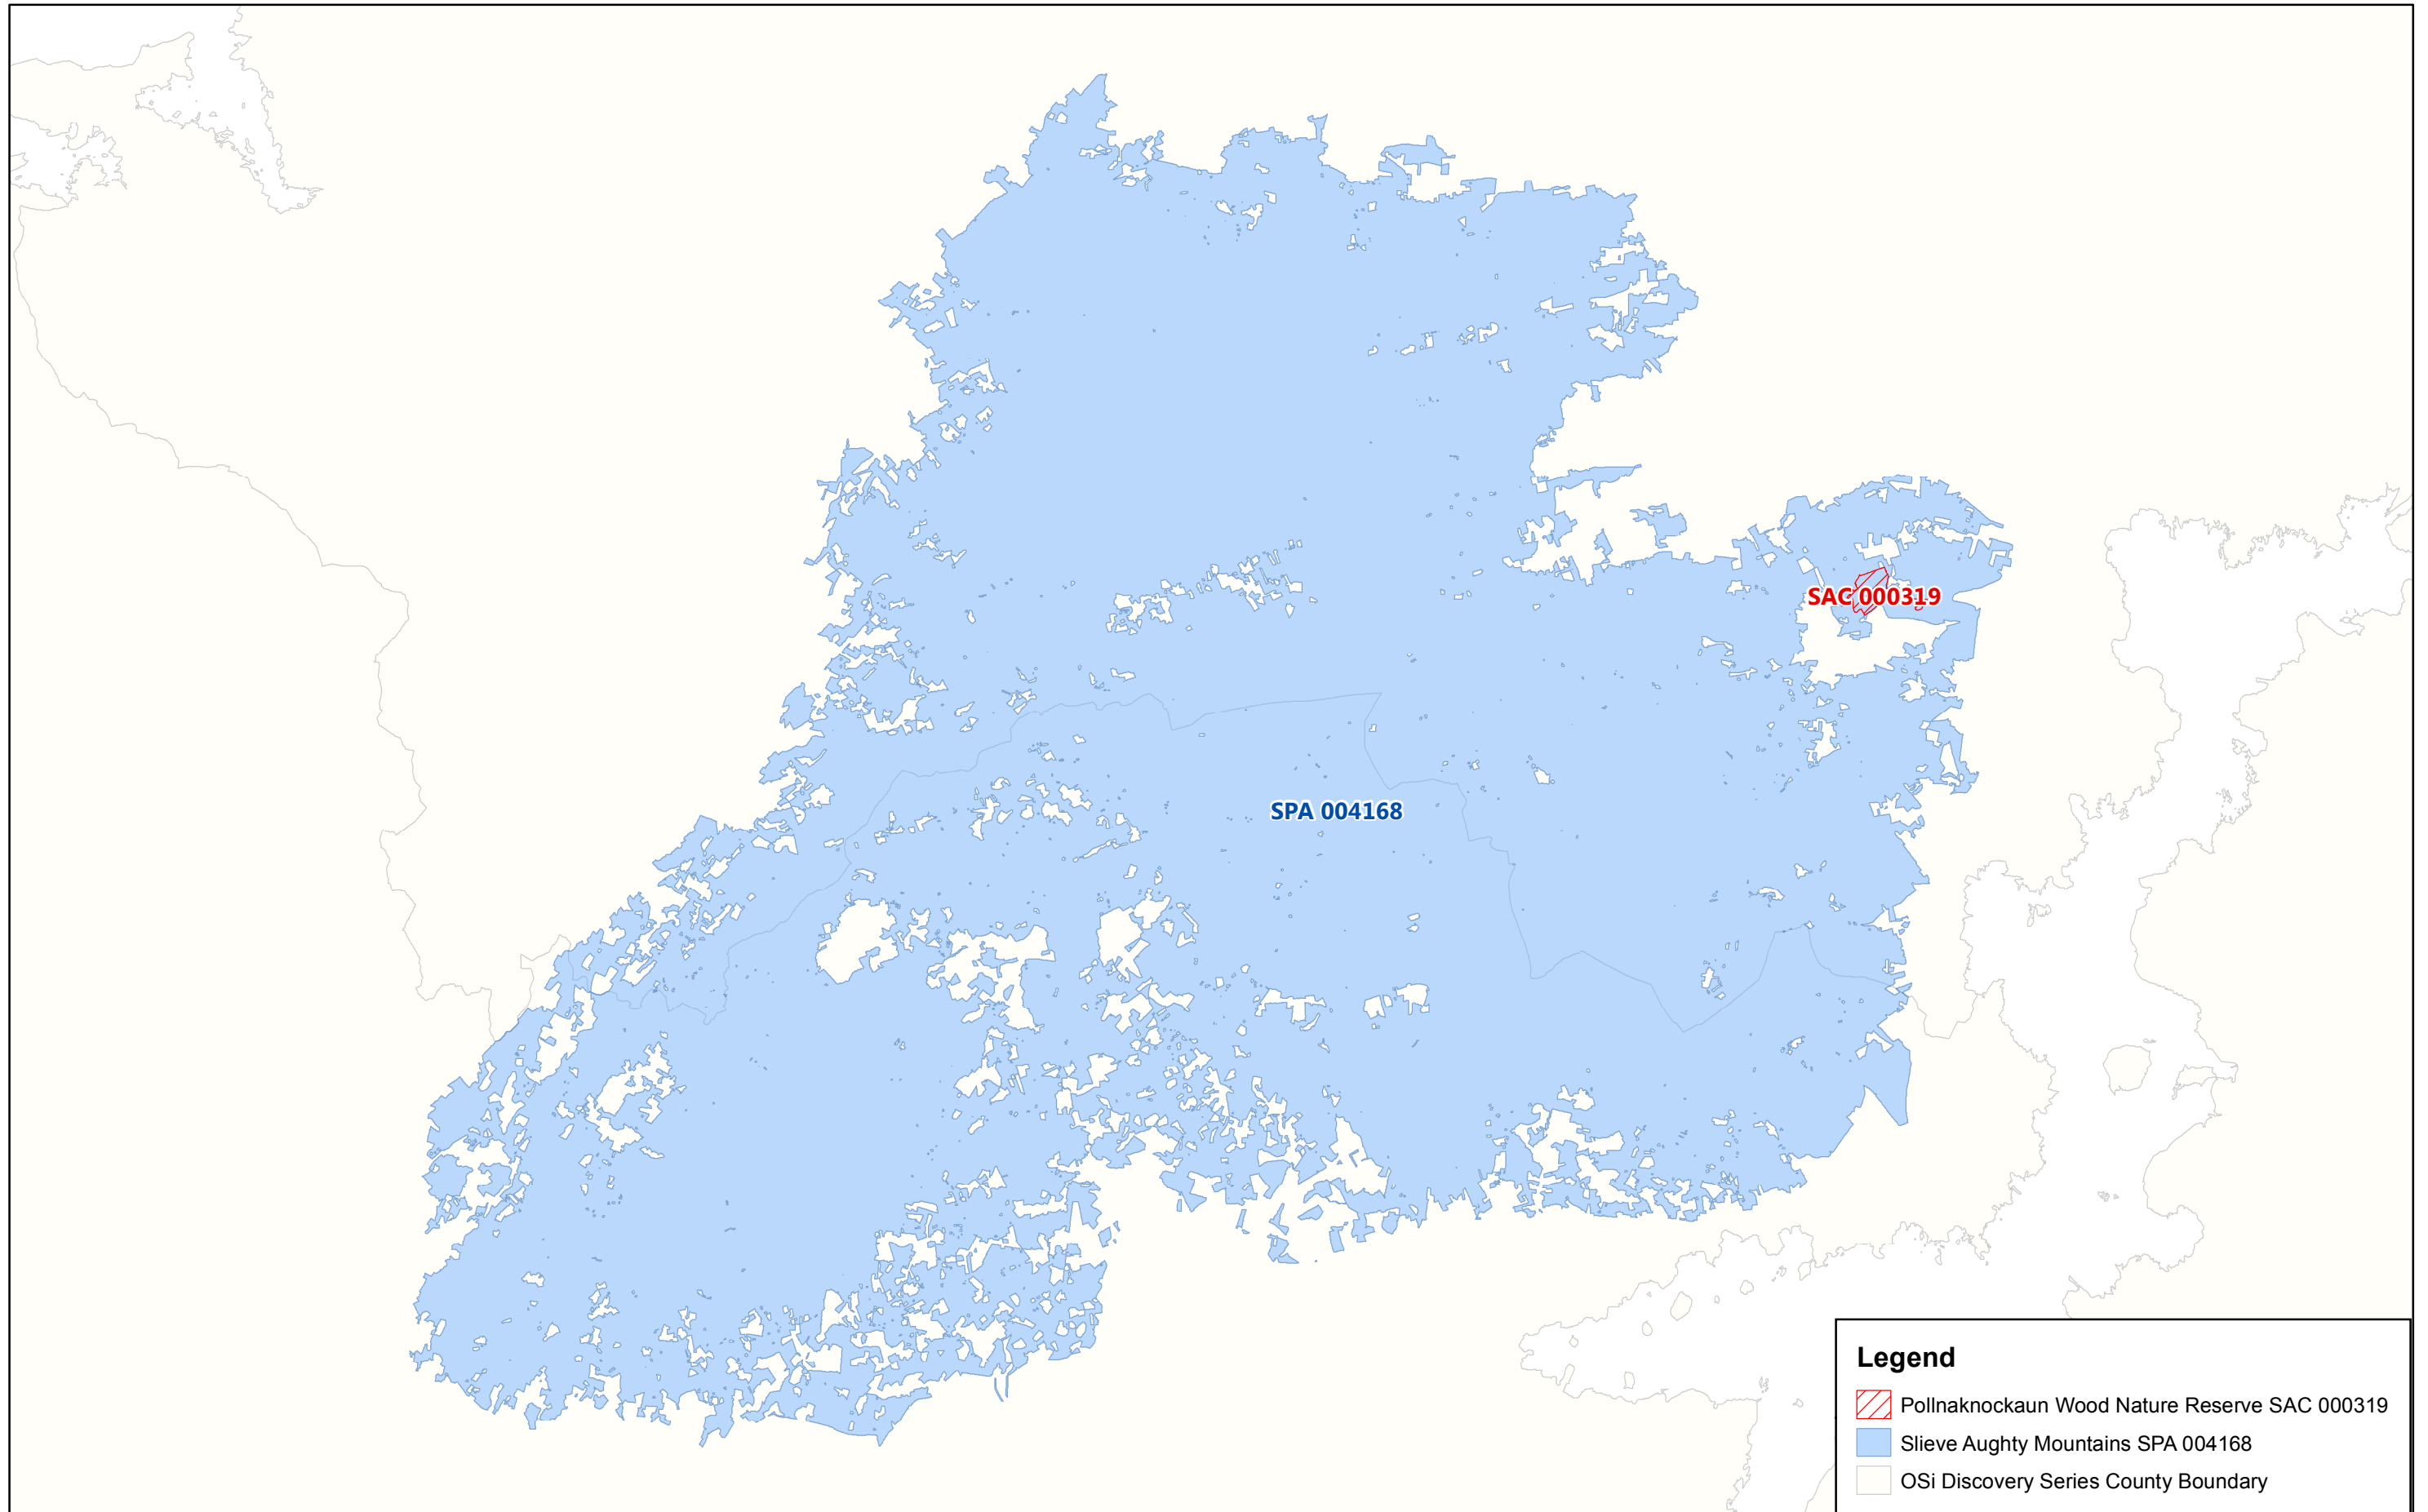 SAC 000319
SPA 004168
Legend
Pollnaknockaun Wood Nature Reserve SAC 000319
Slieve Aughty Mountains SPA 004168
OSi Discovery Series County Boundary